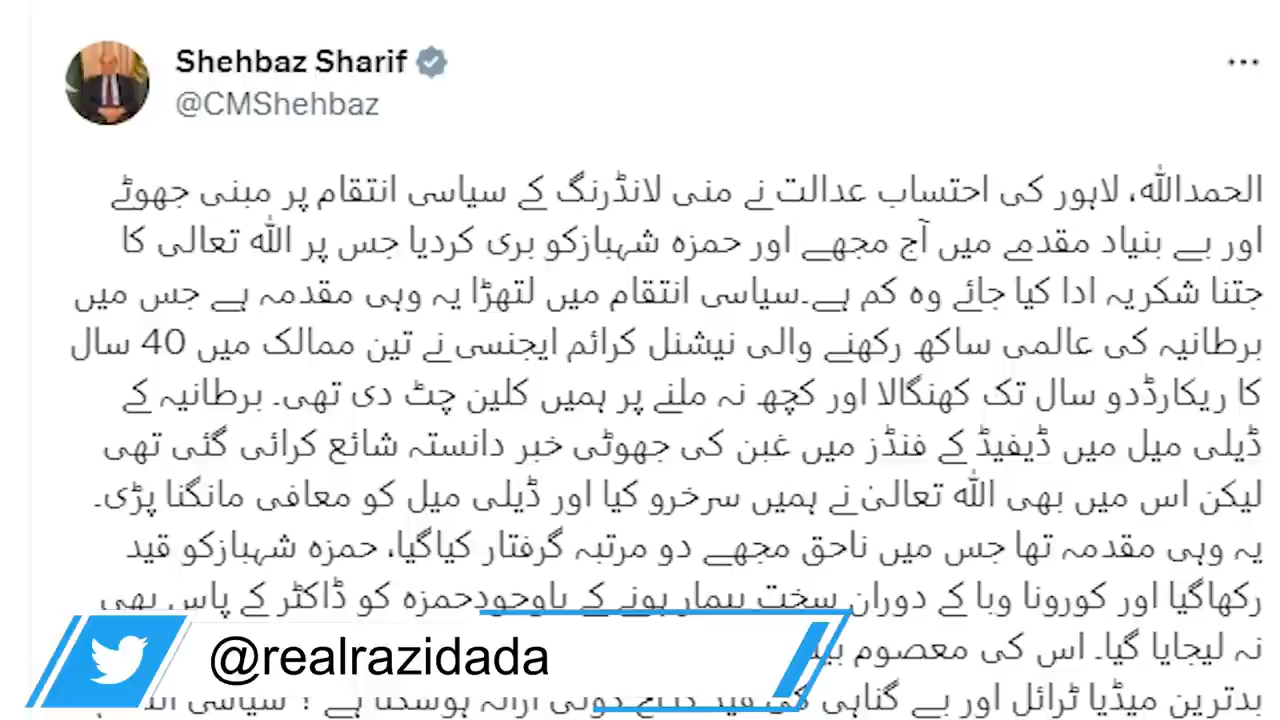 Shehbaz Sharif
@CMShehbaz
الحمدالله، لاہور کی احتساب عدالت نے منی لانڈرنگ کے سیاسی انتقام پر مبنی جھوٹے
اور بے بنیاد مقدمے میں آج مجھے اور حمزہ شہبازکو بری کردیا جس پر اللہ تعالی کا
جتنا شکریہ ادا کیا جائے وہ کم ہے۔سیاسی انتقام میں لتھڑا یہ وہی مقدمہ ہے جس میں
برطانیہ کی عالمی ساکھ رکھنے والی نیشنل کرائم ایجنسی نے تین ممالک میں 40 سال
کا ریکارڈدو سال تک کھنگالا اور کچھ نہ ملنے پر ہمیں کلین چٹ دی تھی۔ برطانیہ کے
ڈیلی میل میں ڈیفیڈ کے فنڈز میں غبن کی جھوٹی خبر دانستہ شائع کرائی گئی تھی
لیکن اس میں بھی اللہ تعالیٰ نے ہمیں سرخرو کیا اور ڈیلی میل کو معافی مانگنا پڑی۔
یہ وہی مقدمہ تھا جس میں ناحق مجھے دو مرتبہ گرفتار کیاگیا، حمزہ شہبازکو قید
رکھاگیا اور کورونا وبا کے دوران سخت بیمار ہونے کے باوجودحمزہ کو ڈاکٹر کے پاس بھی
نہ لیجایا گیا۔ اس کی معصوم
بدترین میڈیا ٹرائل اور بے گناہی کی
@realrazidada